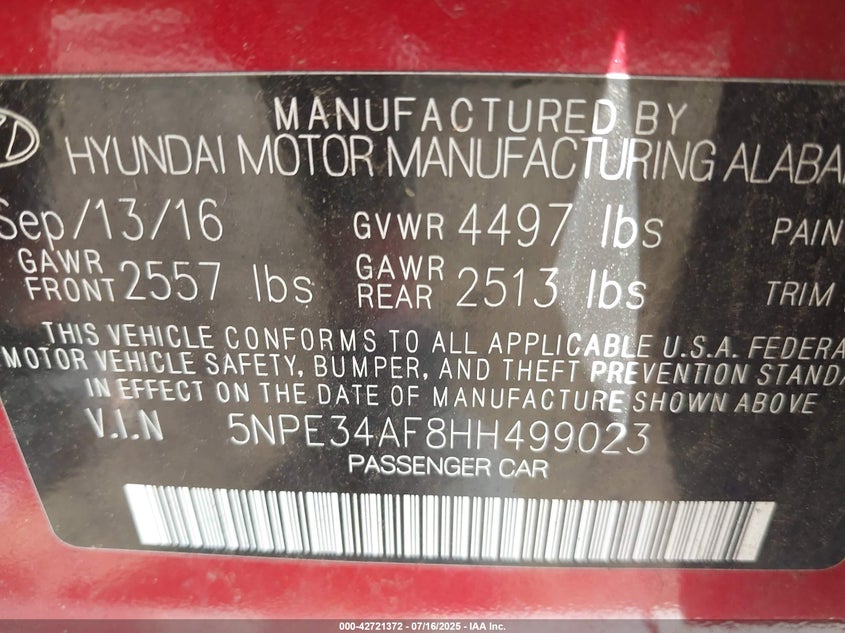 MANUFACTURED BY
HYUNDAI MOTOR MANUFACTURING ALABA
Sep/13/16 GVWR 4497 lbs PAIN
GAWR FRONT 2557 lbs GAWR REAR 2513 lbs TRIM
THIS VEHICLE CONFORMS TO ALL APPLICABLE U.S.A. FEDERA
MOTOR VEHICLE SAFETY, BUMPER, AND THEFT PREVENTION STANDA
IN EFFECT ON THE DATE OF MANUFACTURE SHOWN ABOVE
V.I.N 5NPE34AF8HH499023
PASSENGER CAR
000-42721372 - 07/16/2025 - IAA Inc.